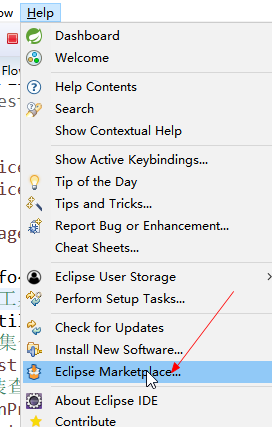 Help
Dashboard
Welcome
Help Contents
Search
Show Contextual Help
Show Active Keybindings...
Tip of the Day
Tips and Tricks...
Report Bug or Enhancement...
Cheat Sheets...
Eclipse User Storage
Perform Setup Tasks...
Check for Updates
Install New Software...
Eclipse Marketplace...
About Eclipse IDE
Contribute